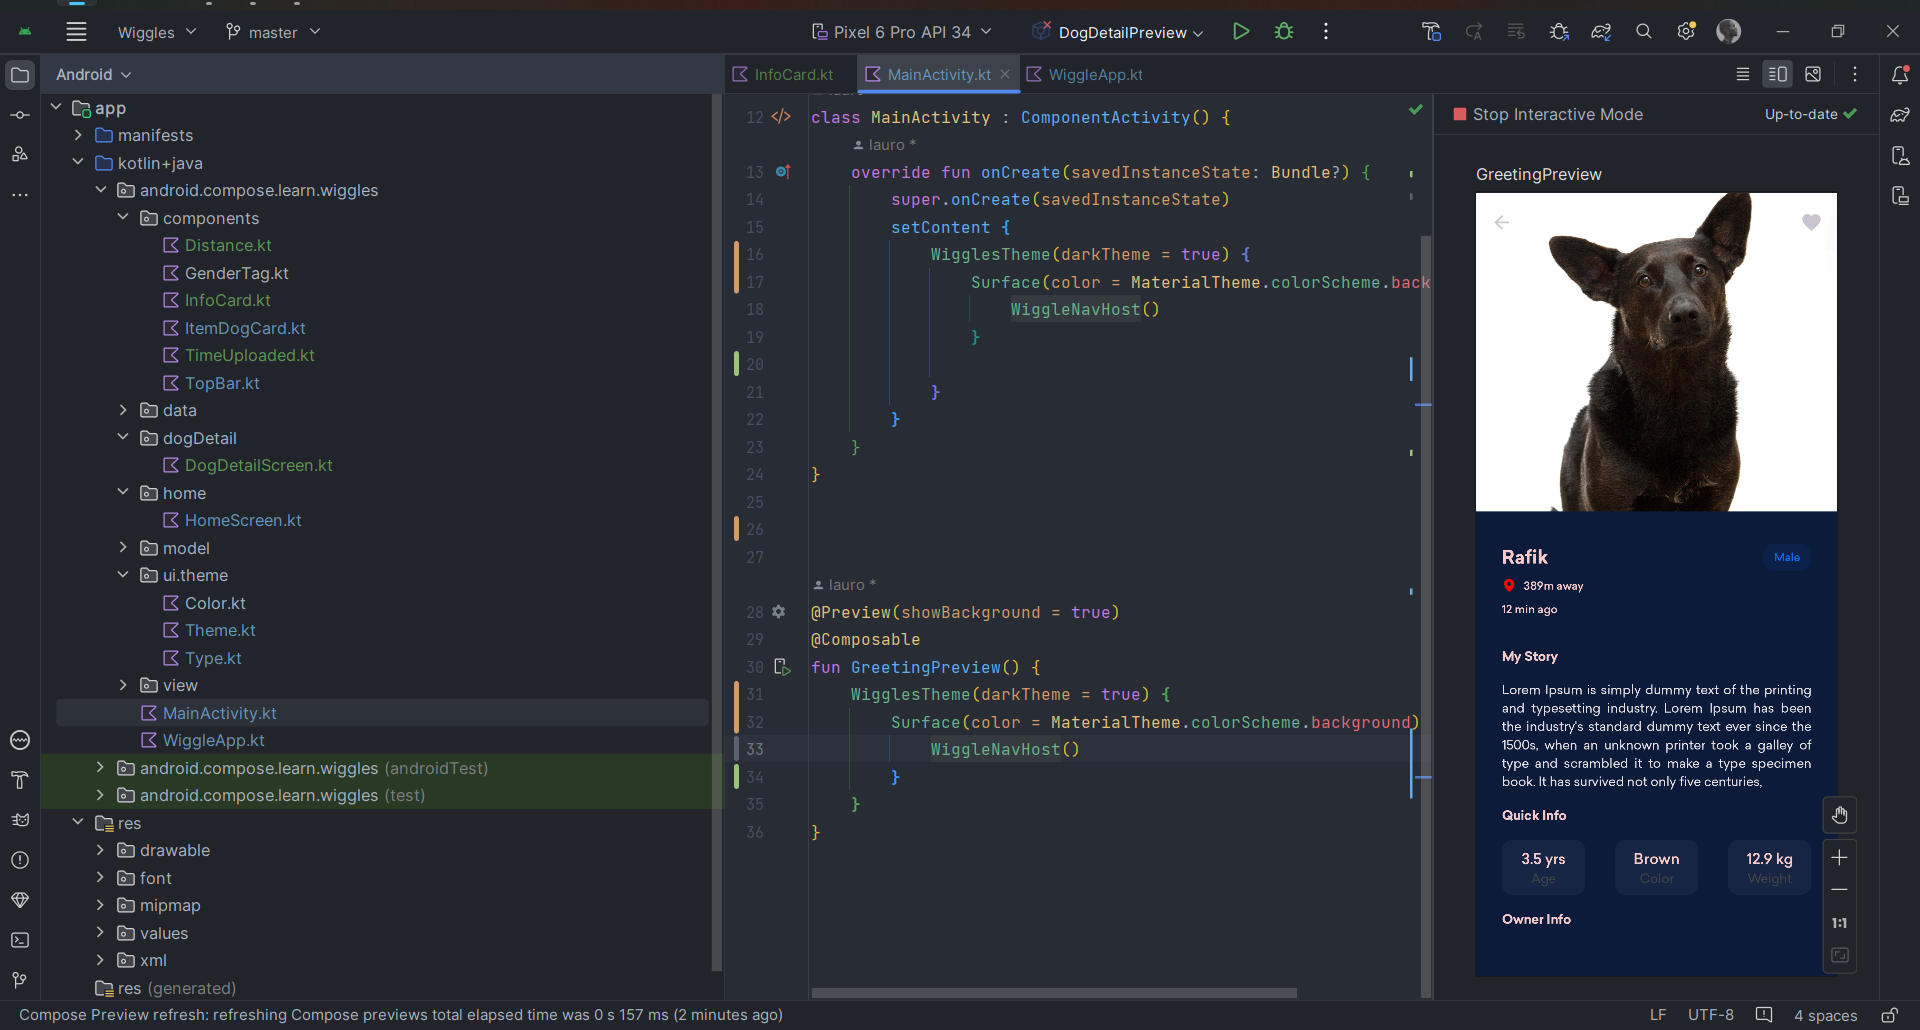 Wiggles
master
Pixel 6 Pro API 34
DogDetailPreview
Android
InfoCard.kt
MainActivity.kt
WiggleApp.kt
app
manifests
kotlin+java
android.compose.learn.wiggles
components
Distance.kt
GenderTag.kt
InfoCard.kt
ItemDogCard.kt
TimeUploaded.kt
TopBar.kt
data
dogDetail
DogDetailScreen.kt
home
HomeScreen.kt
model
ui.theme
Color.kt
Theme.kt
Type.kt
view
MainActivity.kt
WiggleApp.kt
android.compose.learn.wiggles (androidTest)
android.compose.learn.wiggles (test)
res
drawable
font
mipmap
values
xml
res (generated)
12 class MainActivity : ComponentActivity() {
lauro *
13 override fun onCreate(savedInstanceState: Bundle?) {
14 super.onCreate(savedInstanceState)
15 setContent {
16 WigglesTheme(darkTheme = true) {
17 Surface(color = MaterialTheme.colorScheme.back
18 WiggleNavHost()
19 }
20
21 }
22 }
23 }
24 }
25
26
27
lauro *
28 @Preview(showBackground = true)
29 @Composable
30 fun GreetingPreview() {
31 WigglesTheme(darkTheme = true) {
32 Surface(color = MaterialTheme.colorScheme.background)
33 WiggleNavHost()
34 }
35 }
36 }
Stop Interactive Mode
Up-to-date
GreetingPreview
Rafik
Male
389m away
12 min ago
My Story
Lorem Ipsum is simply dummy text of the printing
and typesetting industry. Lorem Ipsum has been
the industry's standard dummy text ever since the
1500s, when an unknown printer took a galley of
type and scrambled it to make a type specimen
book. It has survived not only five centuries,
Quick Info
3.5 yrs
Age
Brown
Color
12.9 kg
Weight
Owner Info
1:1
Compose Preview refresh: refreshing Compose previews total elapsed time was 0 s 157 ms (2 minutes ago)
LF
UTF-8
4 spaces